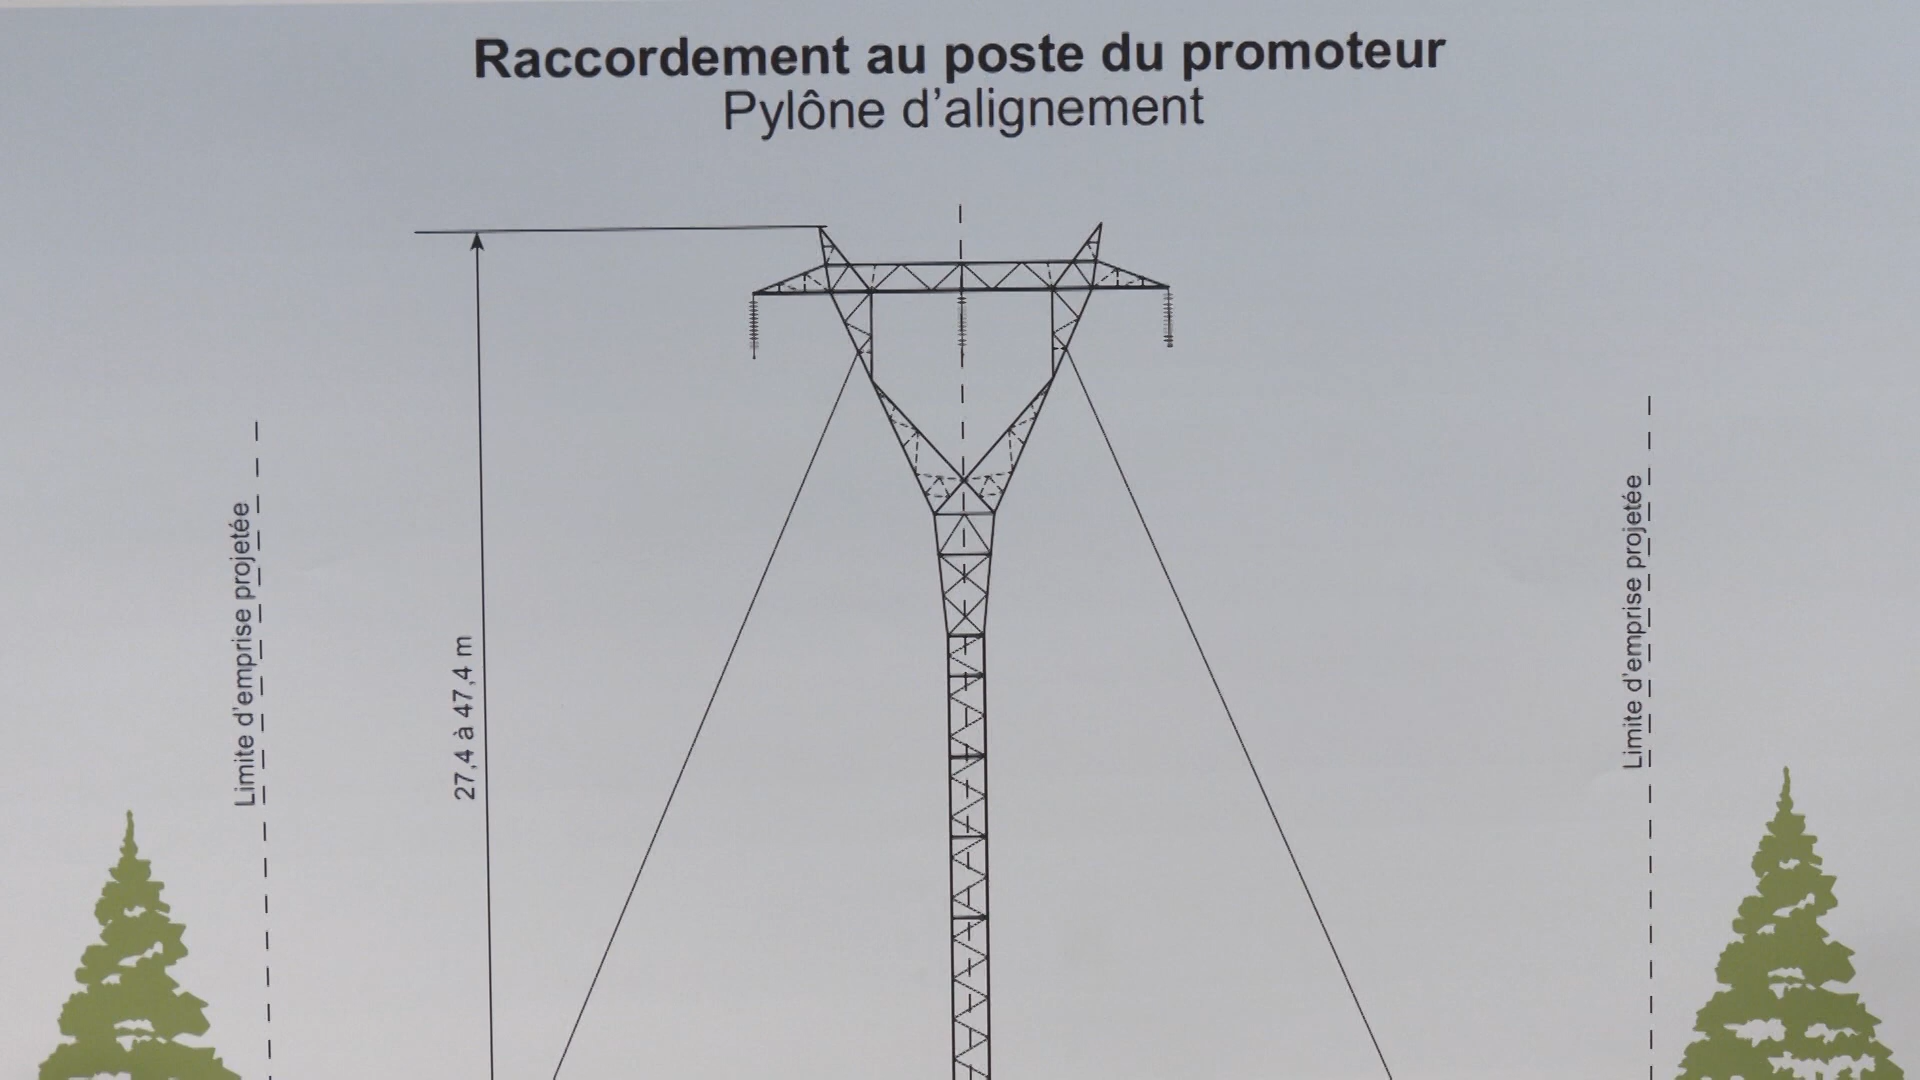 Raccordement au poste du promoteur
Pylône d'alignement
Limite d'emprise projetée
27,4 à 47,4 m
Limite d'emprise projetée